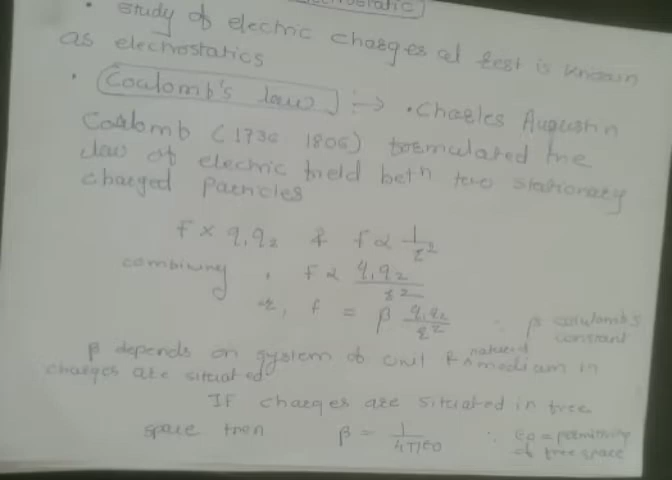 Electrostatic
• study of electric charges at rest is known
as electrostatics
• Coulomb's law :→ • Charles Augustin
Coulomb (1736 1806) formulated the
law of electric field betn two stationary
charged Particles
F × q1q2 & f ∝ 1/r2
combining, F ∝ q1q2/r2
or, f = β q1q2/r2 ∵ β coulomb's constant
β depends on system of unit & nature of medium in
charges are situated
IF charges are situated in free
space then β = 1/4πε0 ∵ ε0 = permitivity of free space